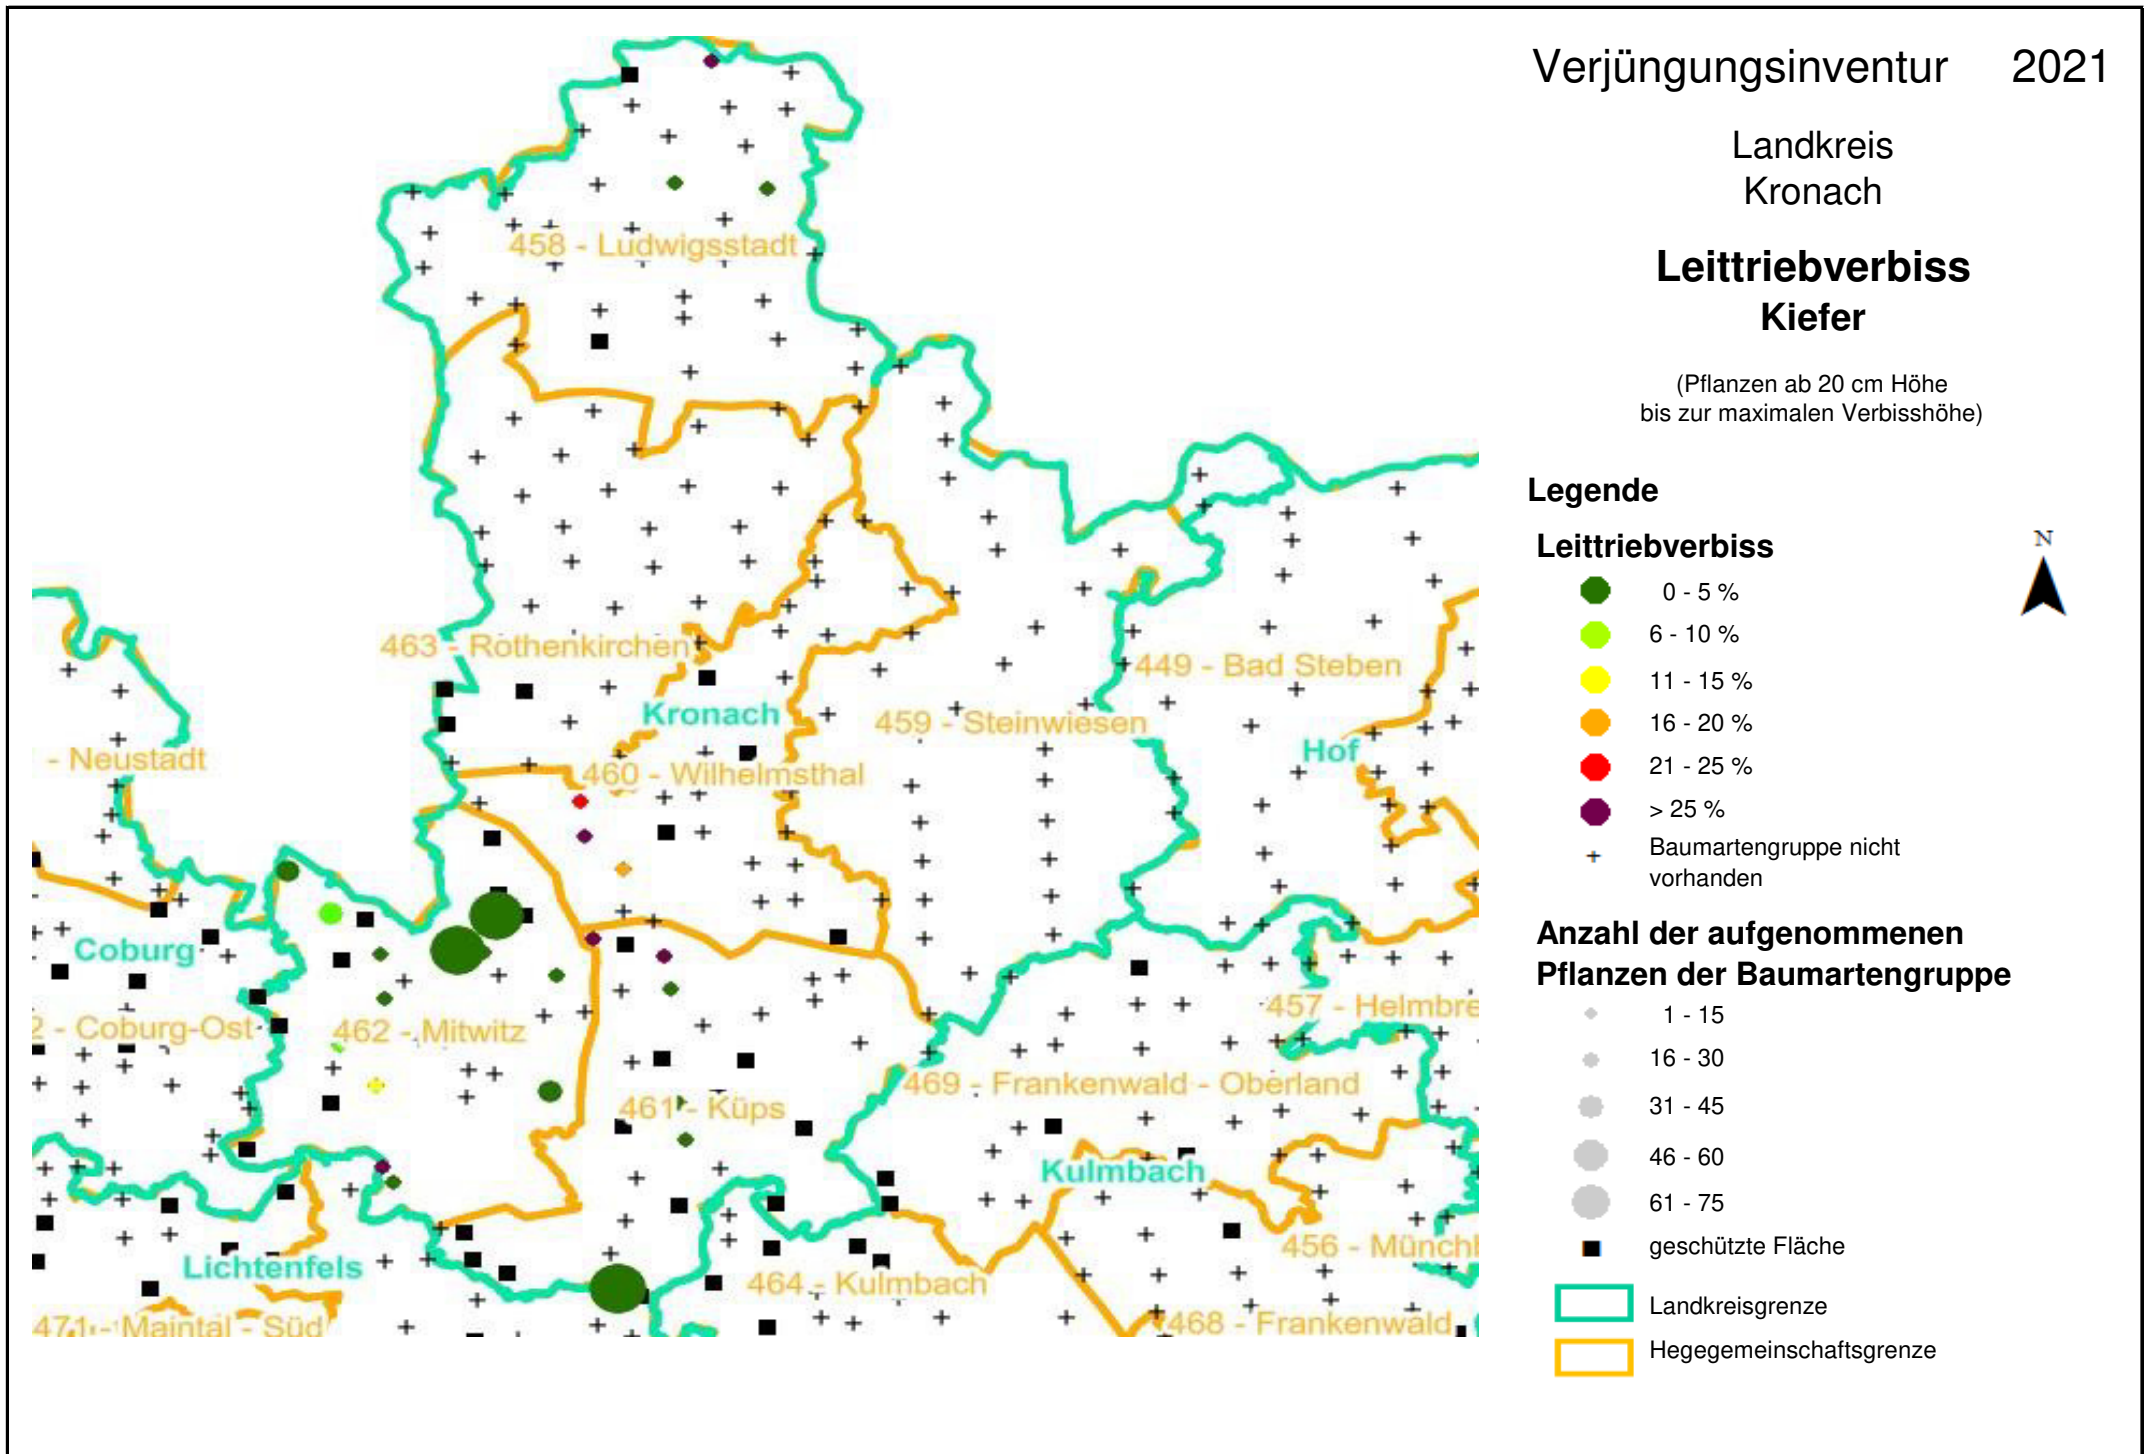 Verjüngungsinventur 2021
Landkreis
Kronach
Leittriebverbiss
Kiefer
(Pflanzen ab 20 cm Höhe
bis zur maximalen Verbisshöhe)
Legende
Leittriebverbiss
N
0 - 5 %
6 - 10 %
11 - 15 %
16 - 20 %
21 - 25 %
> 25 %
Baumartengruppe nicht
vorhanden
Anzahl der aufgenommenen
Pflanzen der Baumartengruppe
1 - 15
16 - 30
31 - 45
46 - 60
61 - 75
geschützte Fläche
Landkreisgrenze
Hegegemeinschaftsgrenze
458 - Ludwigsstadt
463 - Rothenkirchen
449 - Bad Steben
Kronach
459 - Steinwiesen
Hof
- Neustadt
460 - Wilhelmsthal
Coburg
457 - Helmbre
2 - Coburg-Ost
462 - Mitwitz
469 - Frankenwald - Oberland
461 - Küps
Kulmbach
456 - Münchb
Lichtenfels
464 - Kulmbach
471 - Maintal - Süd
468 - Frankenwald